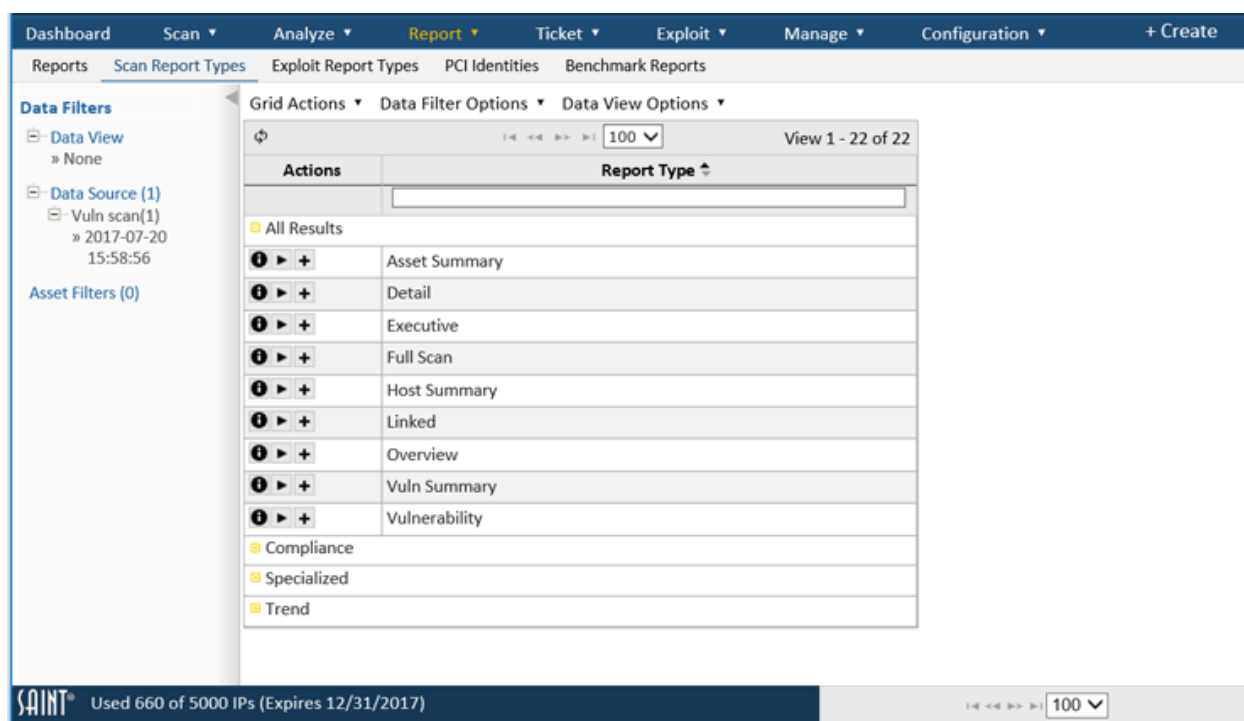 Dashboard Scan ▼ Analyze ▼ Report ▼ Ticket ▼ Exploit ▼ Manage ▼ Configuration ▼ + Create
Reports Scan Report Types Exploit Report Types PCI Identities Benchmark Reports
Data Filters
Data View
» None
Data Source (1)
Vuln scan(1)
» 2017-07-20
15:58:56
Asset Filters (0)
Grid Actions ▼ Data Filter Options ▼ Data View Options ▼
100 View 1 - 22 of 22
Actions Report Type
All Results
Asset Summary
Detail
Executive
Full Scan
Host Summary
Linked
Overview
Vuln Summary
Vulnerability
Compliance
Specialized
Trend
SAINT® Used 660 of 5000 IPs (Expires 12/31/2017) 100